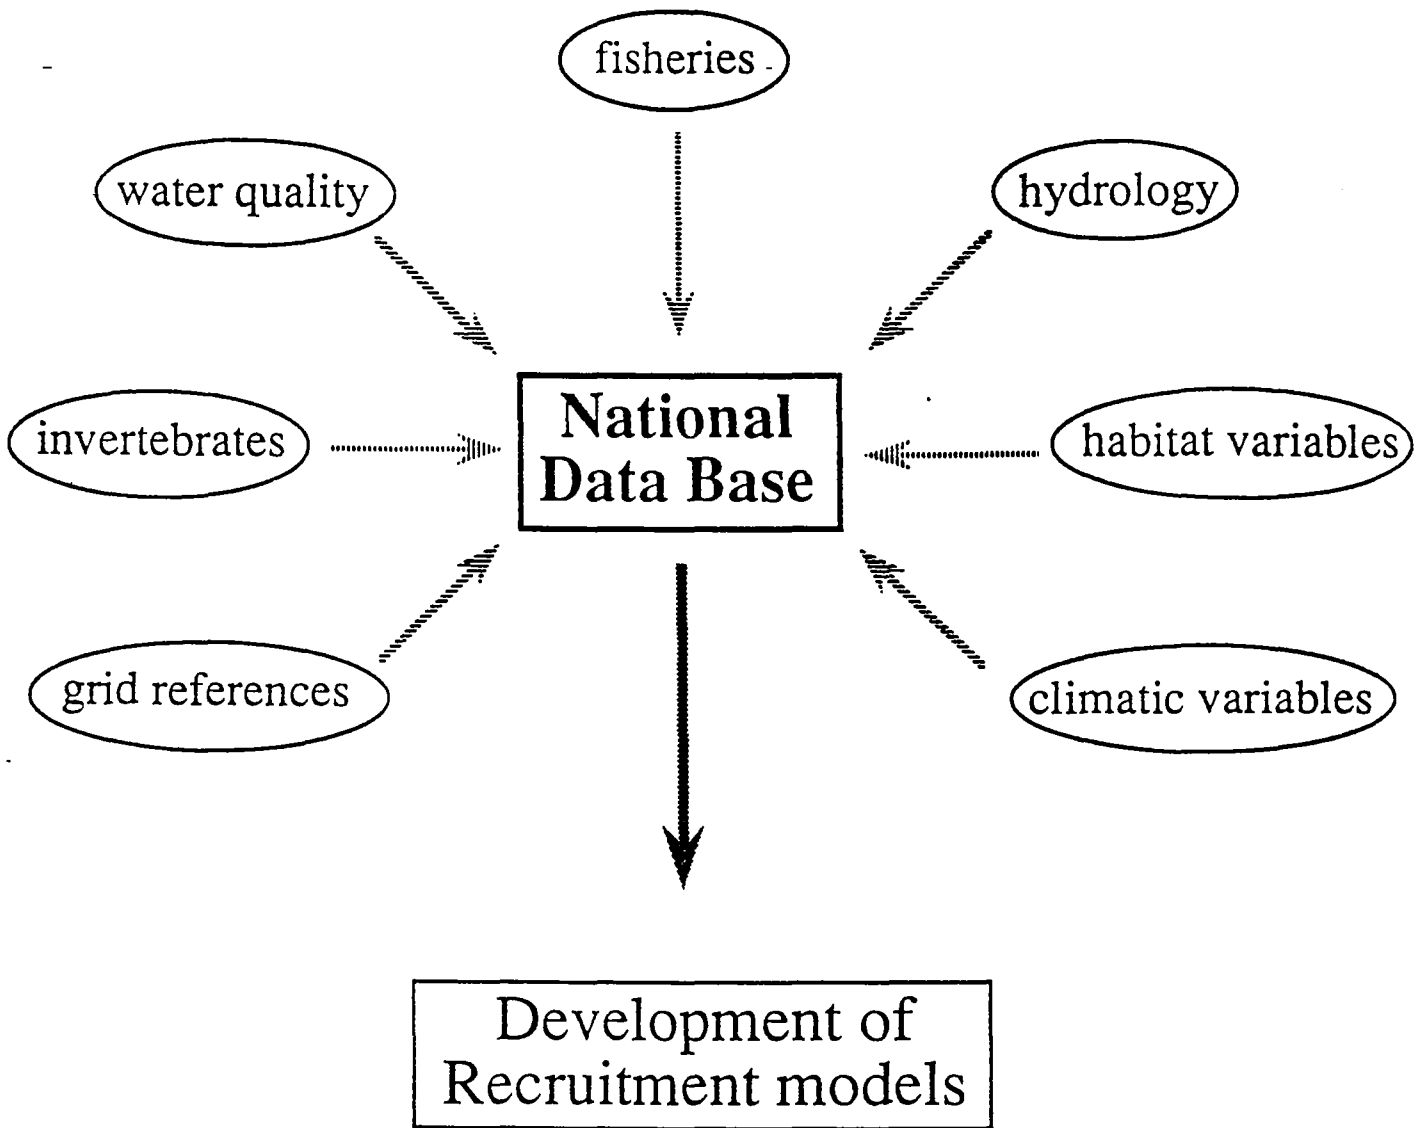 fisheries
water quality
hydrology
National
Data Base
invertebrates
habitat variables
grid references
climatic variables
Development of
Recruitment models